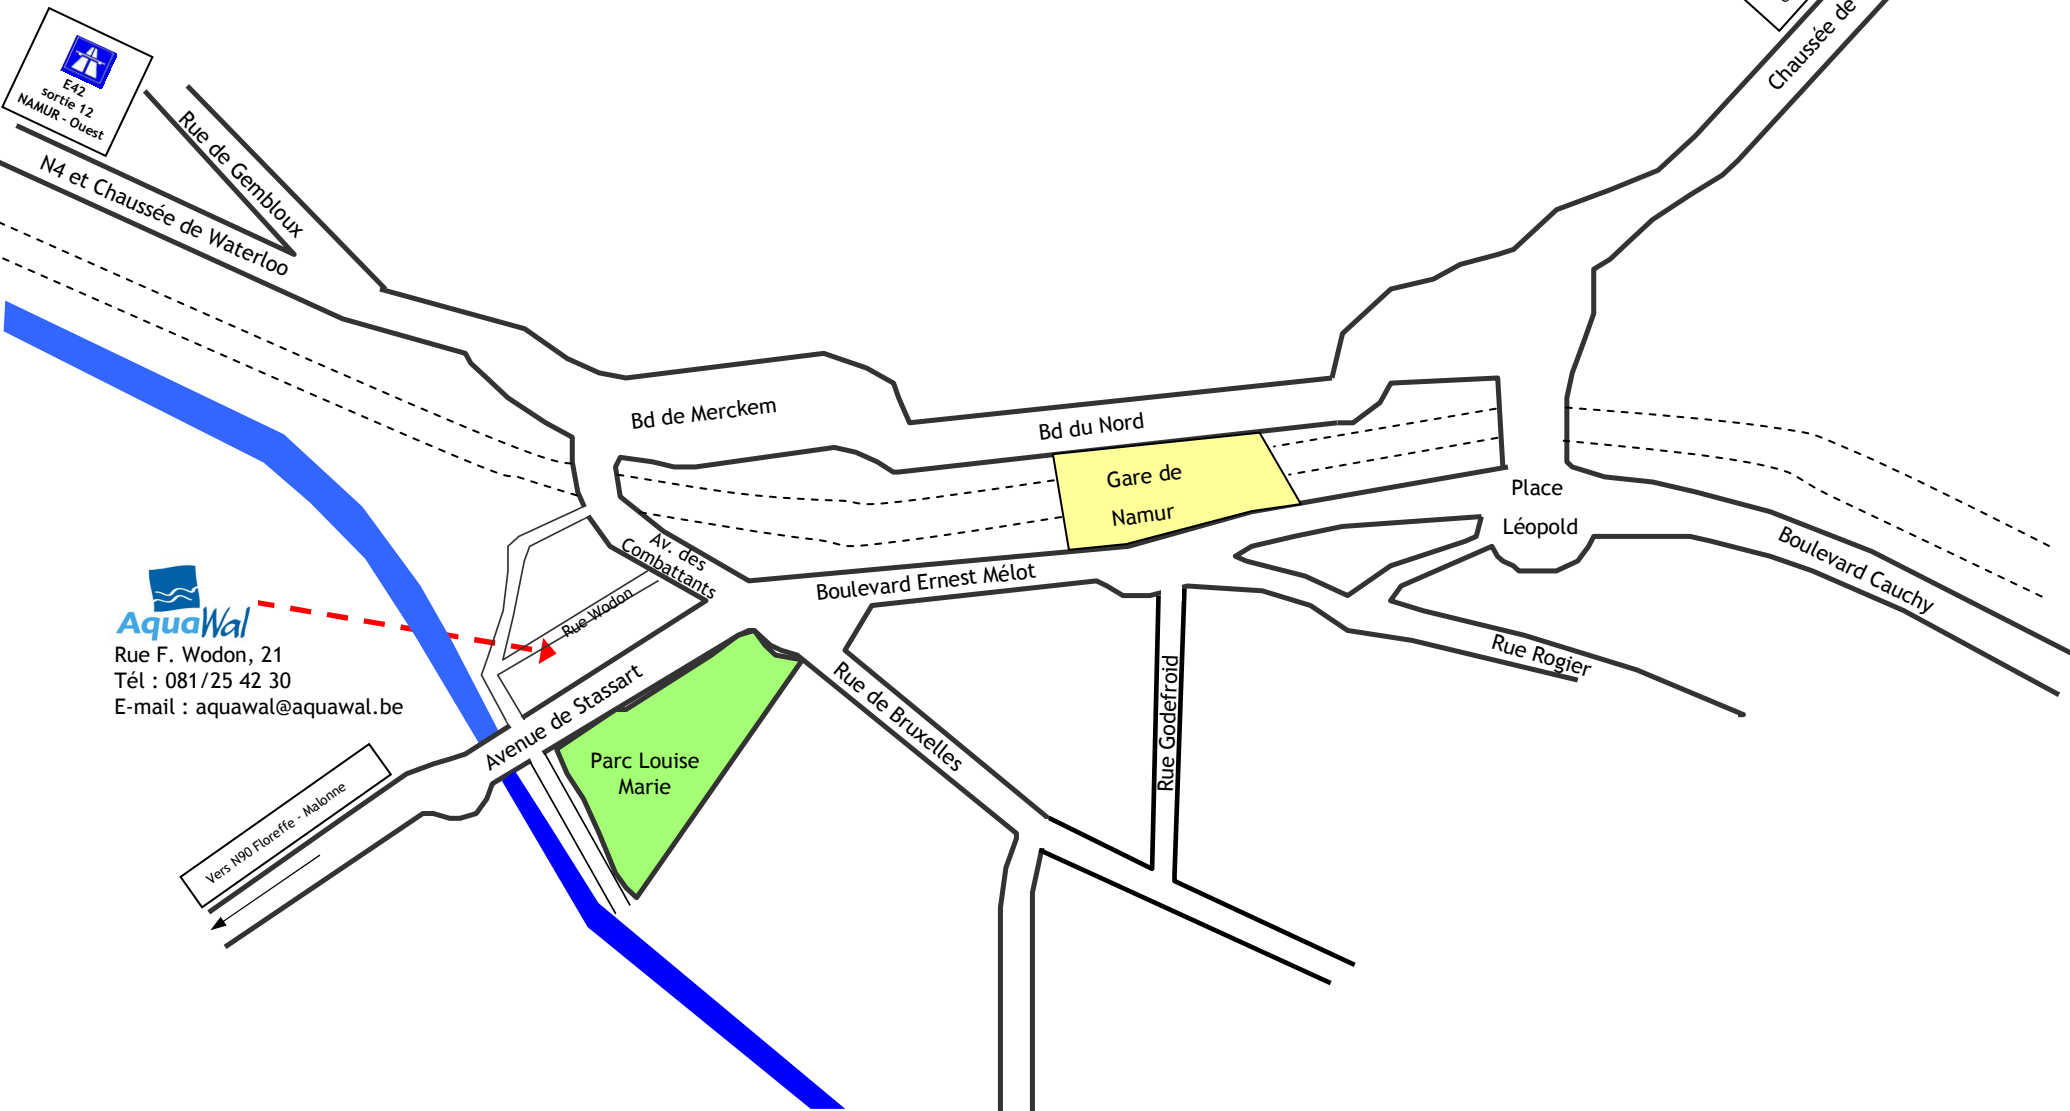 E42
sortie 12
NAMUR - Ouest
Rue de Gembloux
N4 et Chaussée de Waterloo
Chaussée de
Bd de Merckem
Bd du Nord
Gare de
Namur
Place
Léopold
Boulevard Cauchy
Av. des
Combattants
Boulevard Ernest Mélot
Rue Wodon
AquaWal
Rue F. Wodon, 21
Tél : 081/25 42 30
E-mail : aquawal@aquawal.be
Rue Rogier
Rue Godefroid
Rue de Bruxelles
Avenue de Stassart
Parc Louise
Marie
Vers N90 Floreffe - Malonne